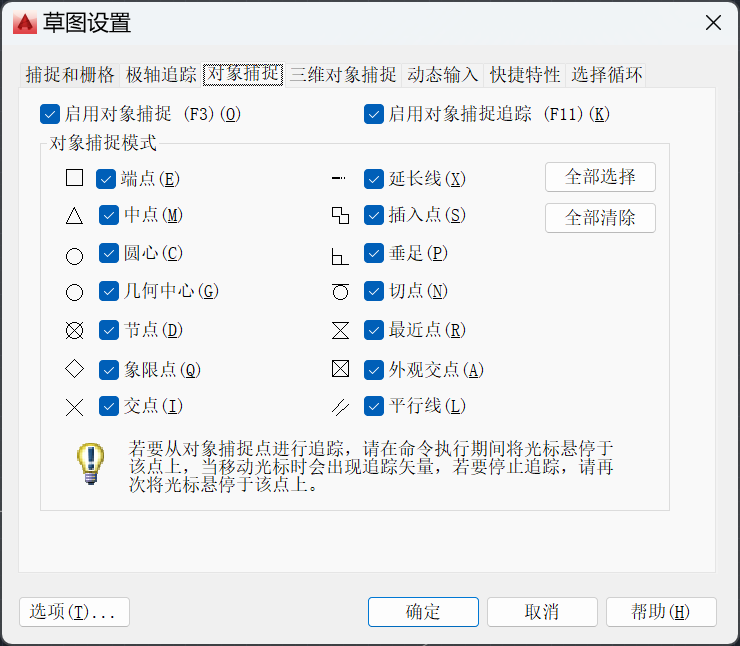 草图设置
捕捉和栅格 极轴追踪 对象捕捉 三维对象捕捉 动态输入 快捷特性 选择循环
启用对象捕捉 (F3)(O) 启用对象捕捉追踪 (F11)(K)
对象捕捉模式
端点(E) 延长线(X) 全部选择
中点(M) 插入点(S) 全部清除
圆心(C) 垂足(P)
几何中心(G) 切点(N)
节点(D) 最近点(R)
象限点(Q) 外观交点(A)
交点(I) 平行线(L)
若要从对象捕捉点进行追踪，请在命令执行期间将光标悬停于
该点上，当移动光标时会出现追踪矢量，若要停止追踪，请再
次将光标悬停于该点上。
选项(T)... 确定 取消 帮助(H)